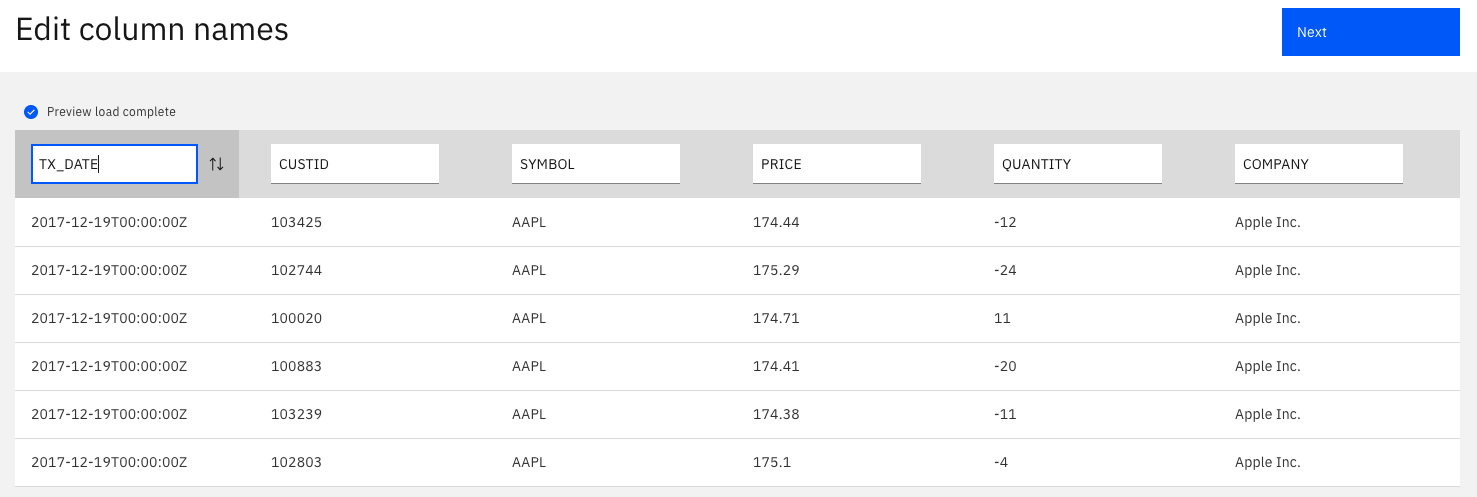 Edit column names
Next
Preview load complete
TX_DATE CUSTID SYMBOL PRICE QUANTITY COMPANY
2017-12-19T00:00:00Z 103425 AAPL 174.44 -12 Apple Inc.
2017-12-19T00:00:00Z 102744 AAPL 175.29 -24 Apple Inc.
2017-12-19T00:00:00Z 100020 AAPL 174.71 11 Apple Inc.
2017-12-19T00:00:00Z 100883 AAPL 174.41 -20 Apple Inc.
2017-12-19T00:00:00Z 103239 AAPL 174.38 -11 Apple Inc.
2017-12-19T00:00:00Z 102803 AAPL 175.1 -4 Apple Inc.